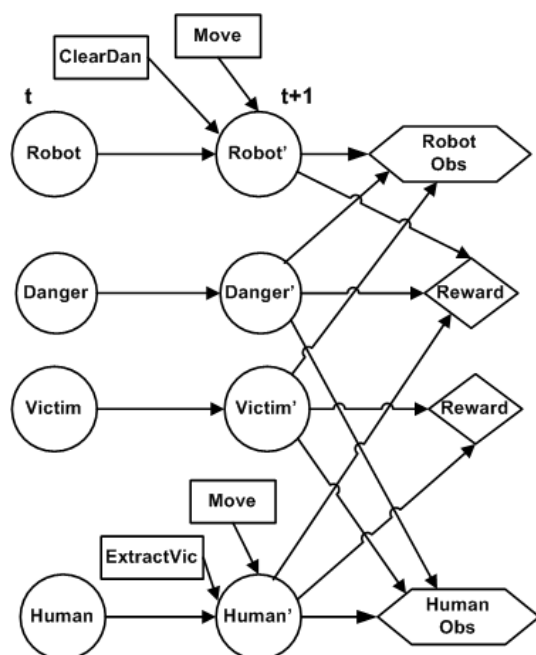 Move
ClearDan
t
t+1
Robot
Robot'
Robot
Obs
Danger
Danger'
Reward
Victim
Victim'
Reward
Move
ExtractVic
Human
Human'
Human
Obs